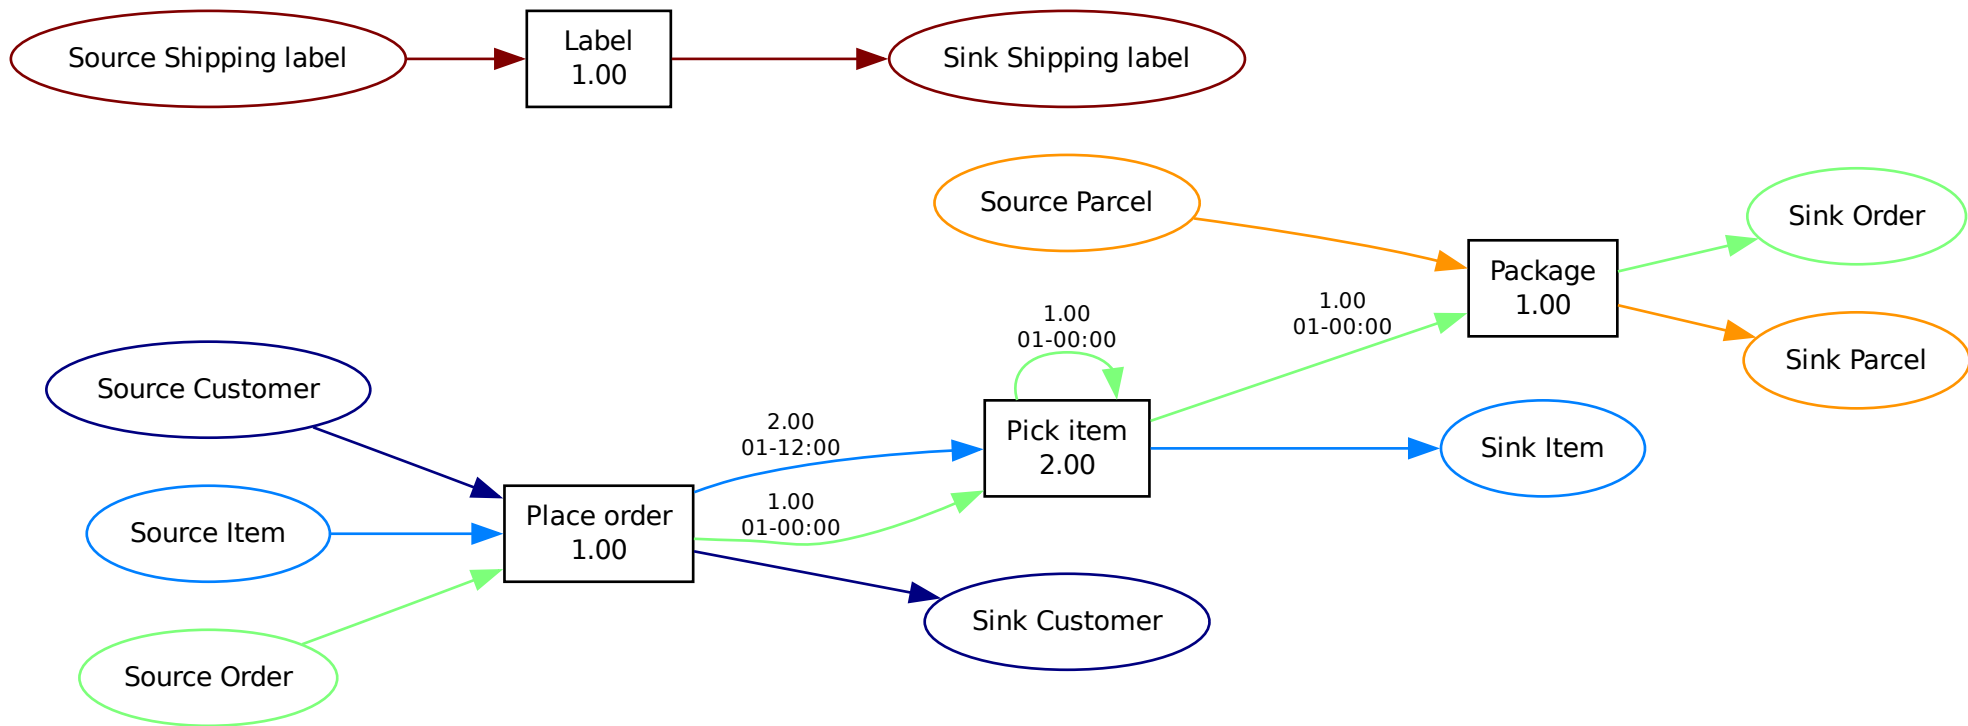 Source Shipping label
Label
1.00
Sink Shipping label
Source Parcel
Sink Order
Package
1.00
1.00
01-00:00
1.00
01-00:00
Sink Parcel
Source Customer
2.00
01-12:00
Pick item
2.00
Sink Item
Source Item
Place order
1.00
1.00
01-00:00
Sink Customer
Source Order